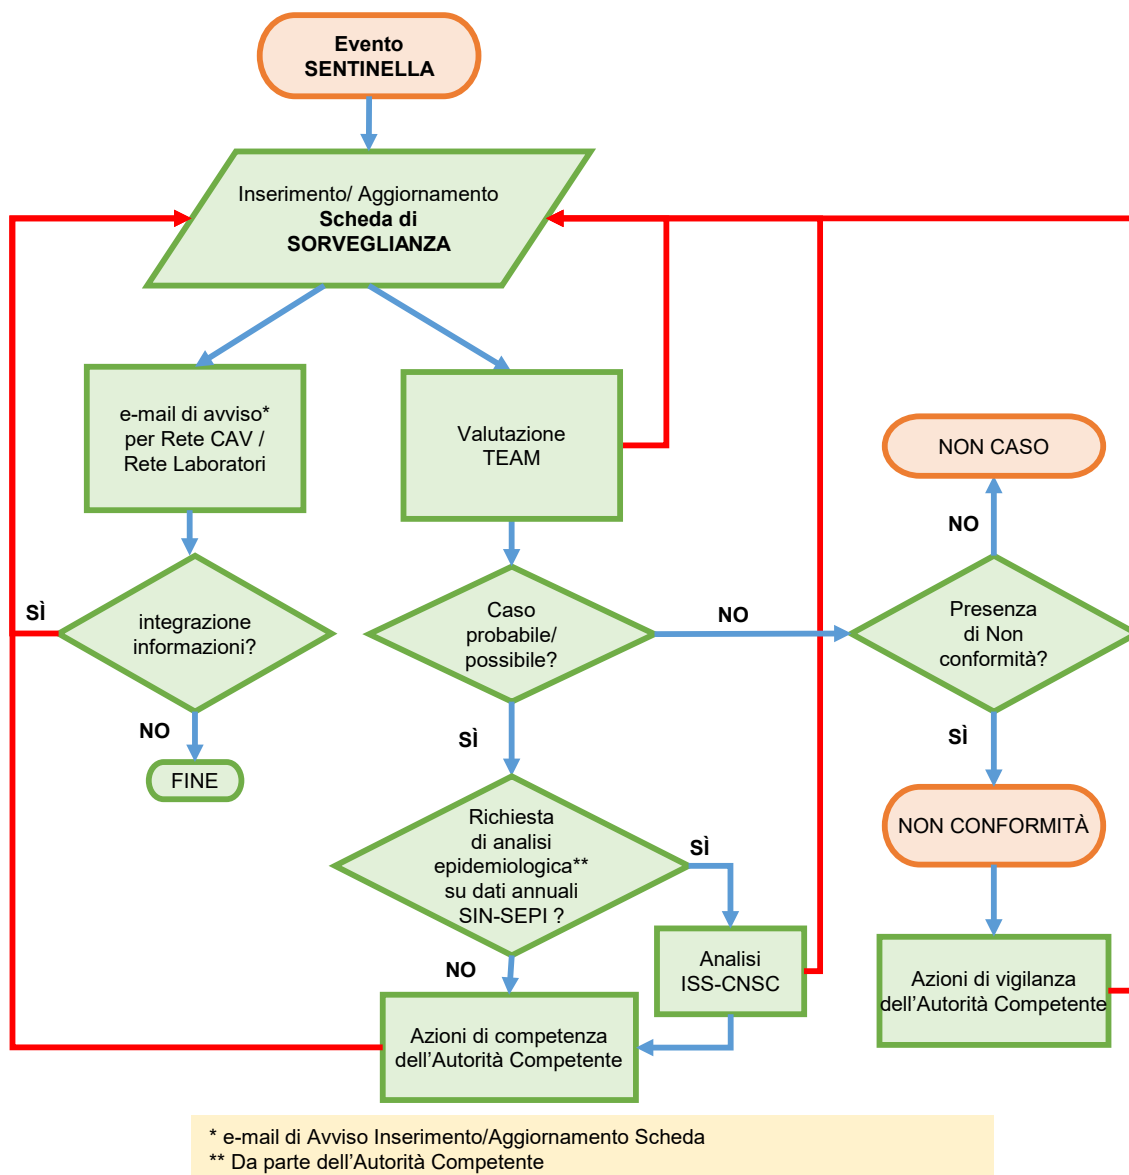 Evento
SENTINELLA
Inserimento/ Aggiornamento
Scheda di
SORVEGLIANZA
e-mail di avviso*
per Rete CAV /
Rete Laboratori
Valutazione
TEAM
NON CASO
NO
SÌ
integrazione
informazioni?
Caso
probabile/
possibile?
NO
Presenza
di Non
conformità?
NO
FINE
SÌ
SÌ
NON CONFORMITÀ
Richiesta
di analisi
epidemiologica**
su dati annuali
SIN-SEPI ?
SÌ
NO
Analisi
ISS-CNSC
Azioni di vigilanza
dell’Autorità Competente
Azioni di competenza
dell’Autorità Competente
* e-mail di Avviso Inserimento/Aggiornamento Scheda
** Da parte dell’Autorità Competente